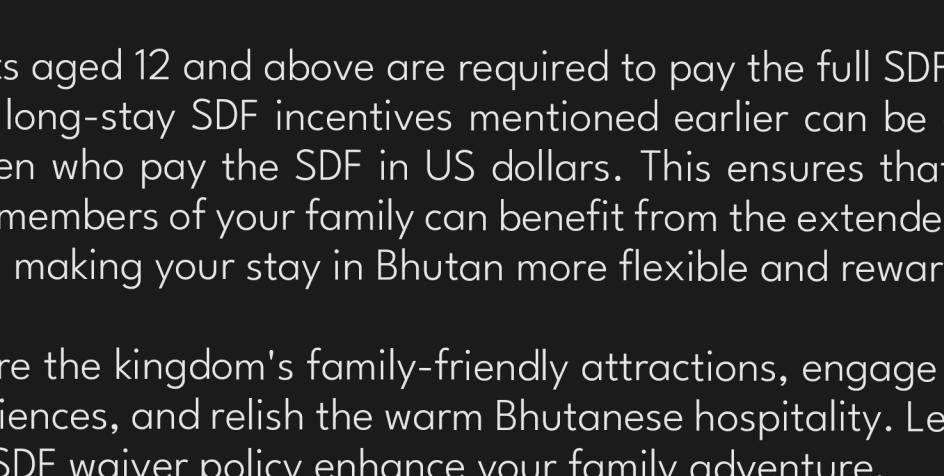 ts aged 12 and above are required to pay the full SDF
long-stay SDF incentives mentioned earlier can be
en who pay the SDF in US dollars. This ensures that
members of your family can benefit from the extende
making your stay in Bhutan more flexible and rewar
re the kingdom's family-friendly attractions, engage
iences, and relish the warm Bhutanese hospitality. Le
SDF waiver policy enhance your family adventure.